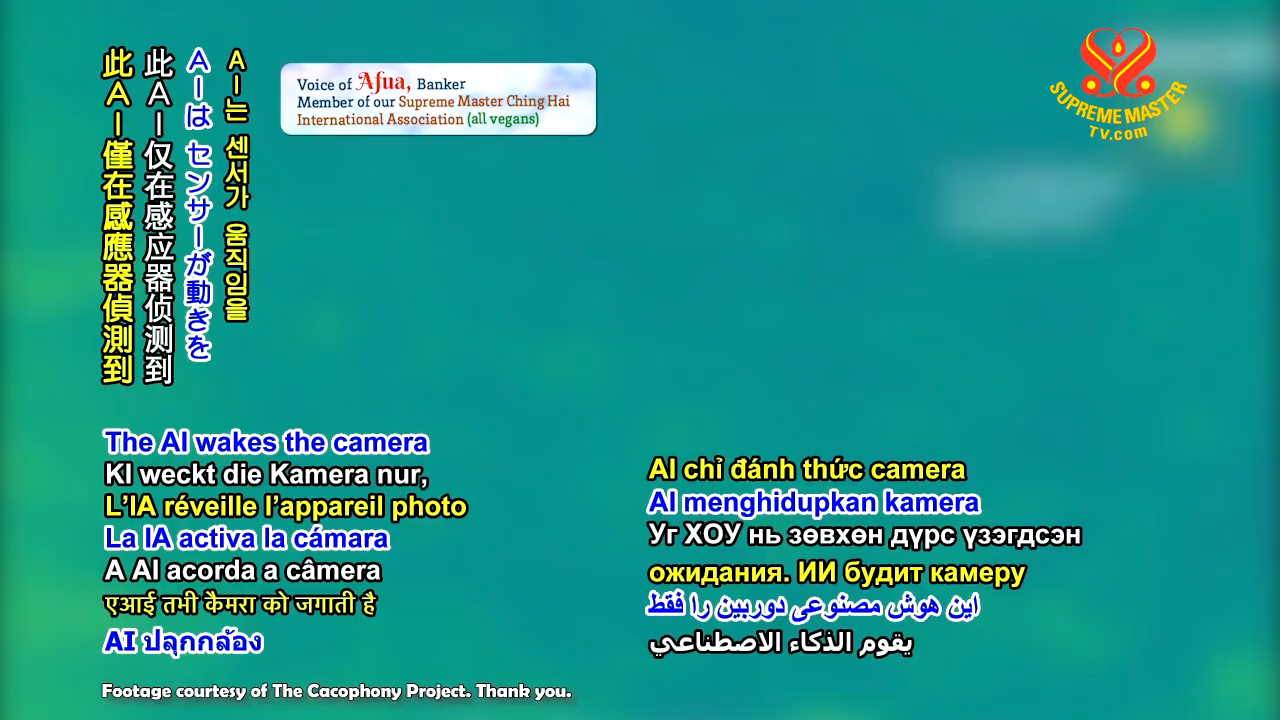 此AI僅在感應器偵測到
此AI仅在感应器侦测到
AIは センサーが動きを
AI는 센서가 움직임을
Voice of Afua, Banker
Member of our Supreme Master Ching Hai
International Association (all vegans)
SUPREME MASTER
TV.com
The AI wakes the camera
KI weckt die Kamera nur,
L’IA réveille l’appareil photo
La IA activa la cámara
A AI acorda a câmera
एआई तभी कैमरा को जगाती है
AI ปลุกกล้อง
AI chỉ đánh thức camera
AI menghidupkan kamera
Уг ХОУ нь зөвхөн дүрс үзэгдсэн
ожидания. ИИ будит камеру
این هوش مصنوعی دوربین را فقط
يقوم الذكاء الاصطناعي
Footage courtesy of The Cacophony Project. Thank you.